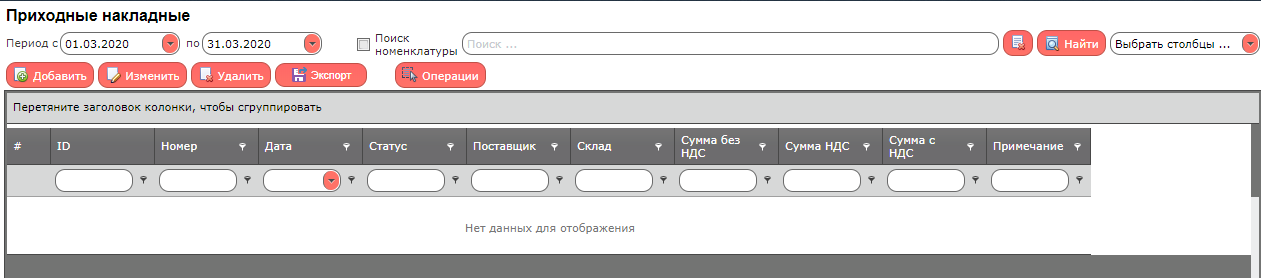 Приходные накладные
Период с 01.03.2020 по 31.03.2020 Поиск номенклатуры Поиск ... Найти Выбрать столбцы ...
Добавить Изменить Удалить Экспорт Операции
Перетяните заголовок колонки, чтобы сгруппировать
# ID Номер Дата Статус Поставщик Склад Сумма без НДС Сумма НДС Сумма с НДС Примечание
Нет данных для отображения